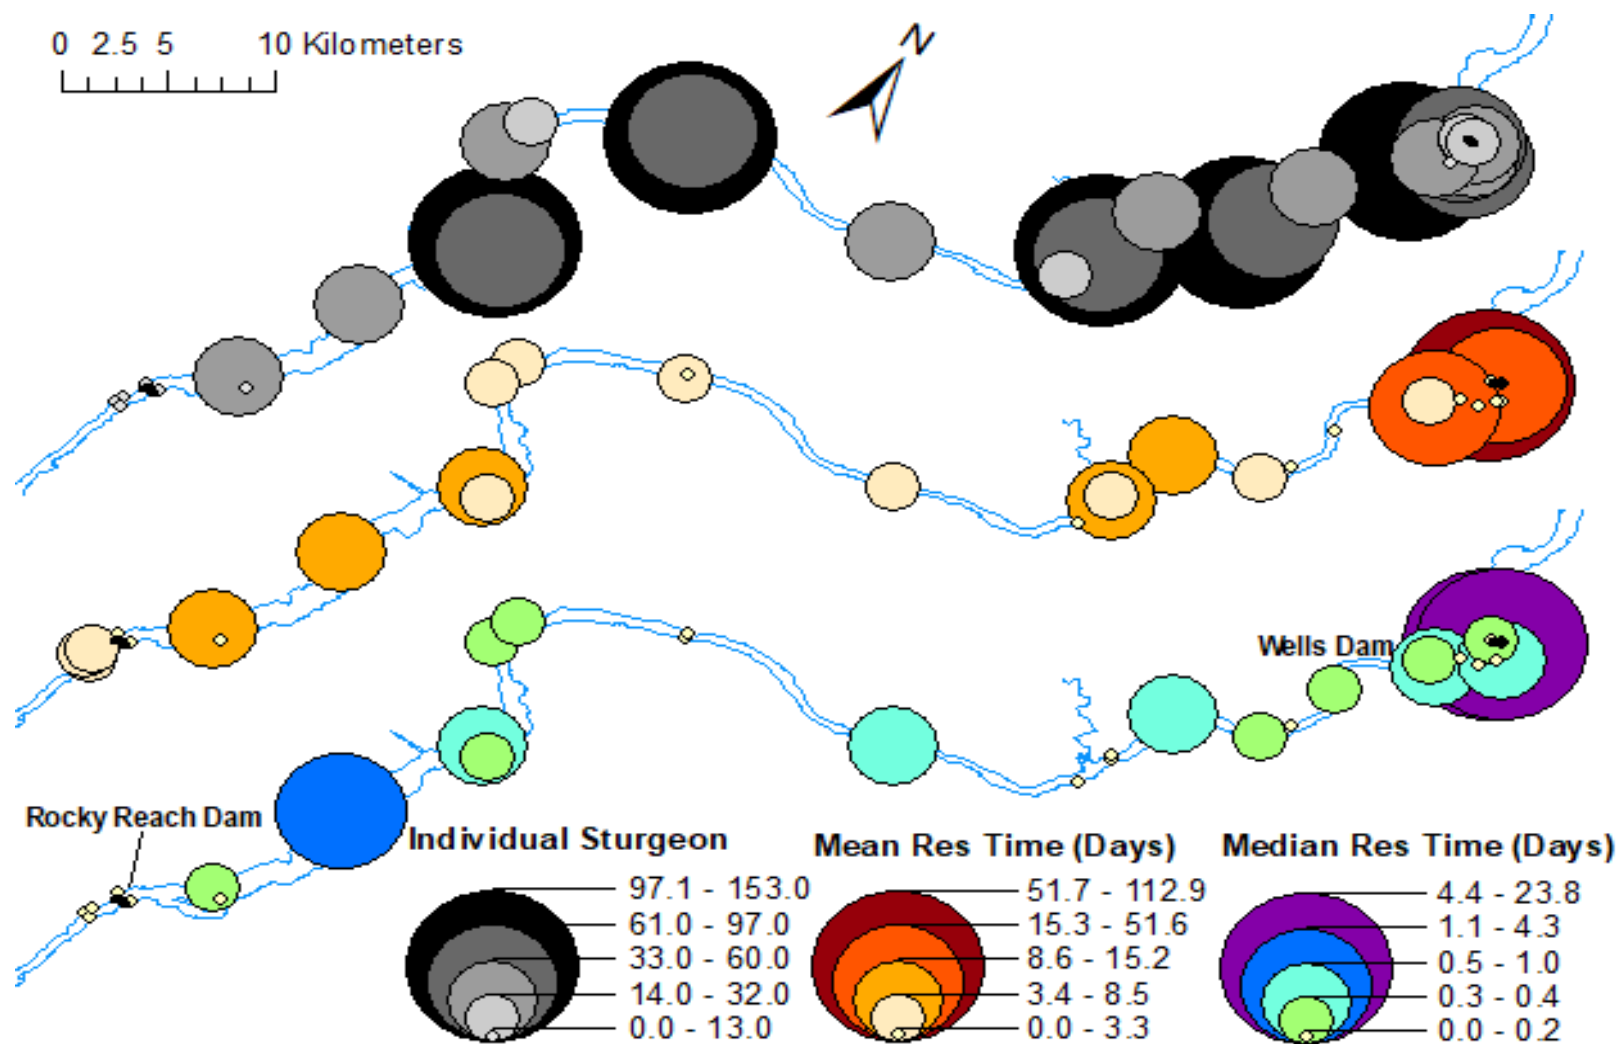 0 2.5 5 10 Kilometers
N
Wells Dam
Rocky Reach Dam
Individual Sturgeon
97.1 - 153.0
61.0 - 97.0
33.0 - 60.0
14.0 - 32.0
0.0 - 13.0
Mean Res Time (Days)
51.7 - 112.9
15.3 - 51.6
8.6 - 15.2
3.4 - 8.5
0.0 - 3.3
Median Res Time (Days)
4.4 - 23.8
1.1 - 4.3
0.5 - 1.0
0.3 - 0.4
0.0 - 0.2